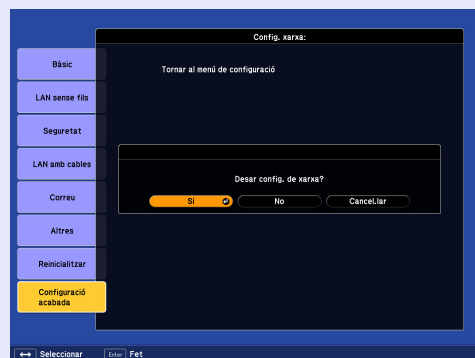 Config. xarxa:
Bàsic
Tornar al menú de configuració
LAN sense fils
Seguretat
LAN amb cables
Correu
Altres
Reinicialitzar
Configuració
acabada
Desar config. de xarxa?
Sí No Cancel.lar
Seleccionar Enter Fet